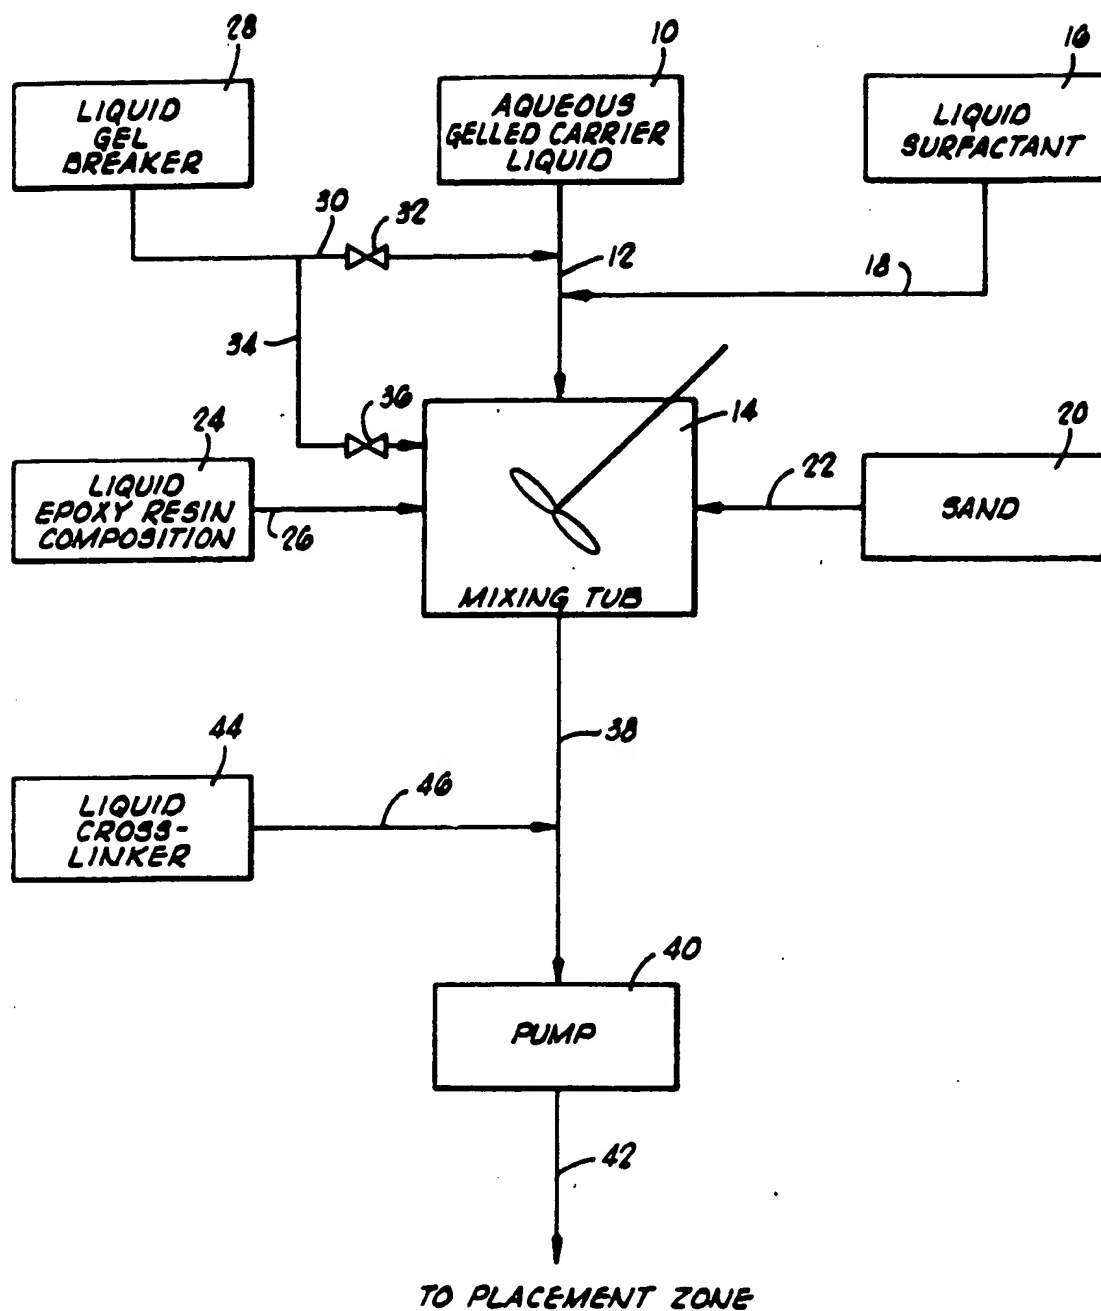 28
10
16
LIQUID
GEL
BREAKER
AQUEOUS
GELLED CARRIER
LIQUID
LIQUID
SURFACTANT
30
32
12
18
34
36
14
24
20
22
LIQUID
EPOXY RESIN
COMPOSITION
26
SAND
MIXING TUB
38
44
46
LIQUID
CROSS-
LINKER
40
PUMP
42
TO PLACEMENT ZONE